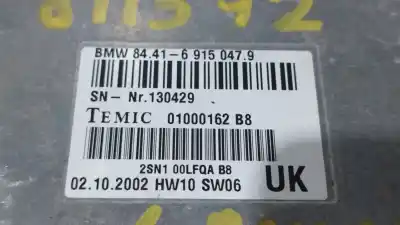 BMW 84.41-6 915 047.9
SN- Nr.130429
TEMIC 01000162 B8
2SN1 00LFQA B8
02.10.2002 HW10 SW06 UK